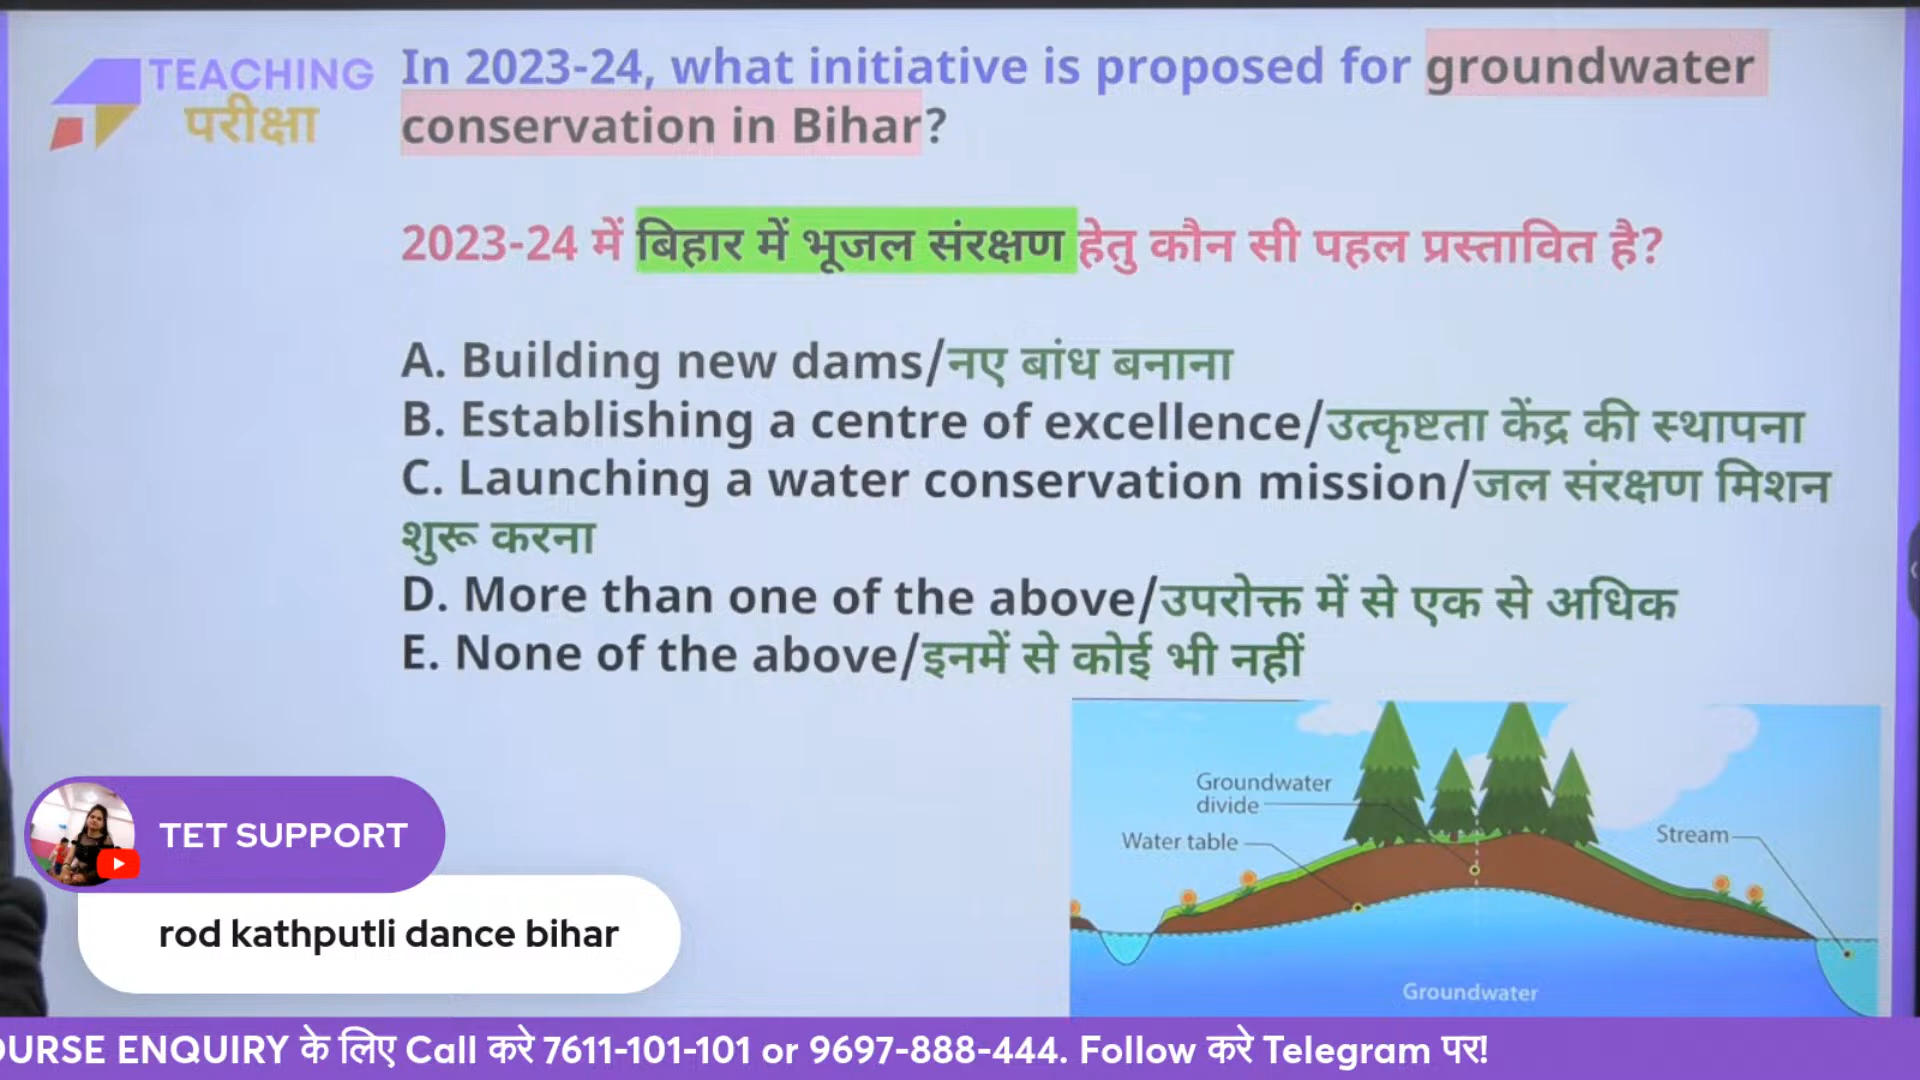 TEACHING
परीक्षा
In 2023-24, what initiative is proposed for groundwater
conservation in Bihar?
2023-24 में बिहार में भूजल संरक्षण हेतु कौन सी पहल प्रस्तावित है?
A. Building new dams/नए बांध बनाना
B. Establishing a centre of excellence/उत्कृष्टता केंद्र की स्थापना
C. Launching a water conservation mission/जल संरक्षण मिशन
शुरू करना
D. More than one of the above/उपरोक्त में से एक से अधिक
E. None of the above/इनमें से कोई भी नहीं
Groundwater
divide
Water table
Stream
Groundwater
TET SUPPORT
rod kathputli dance bihar
OURSE ENQUIRY के लिए Call करे 7611-101-101 or 9697-888-444. Follow करे Telegram पर!